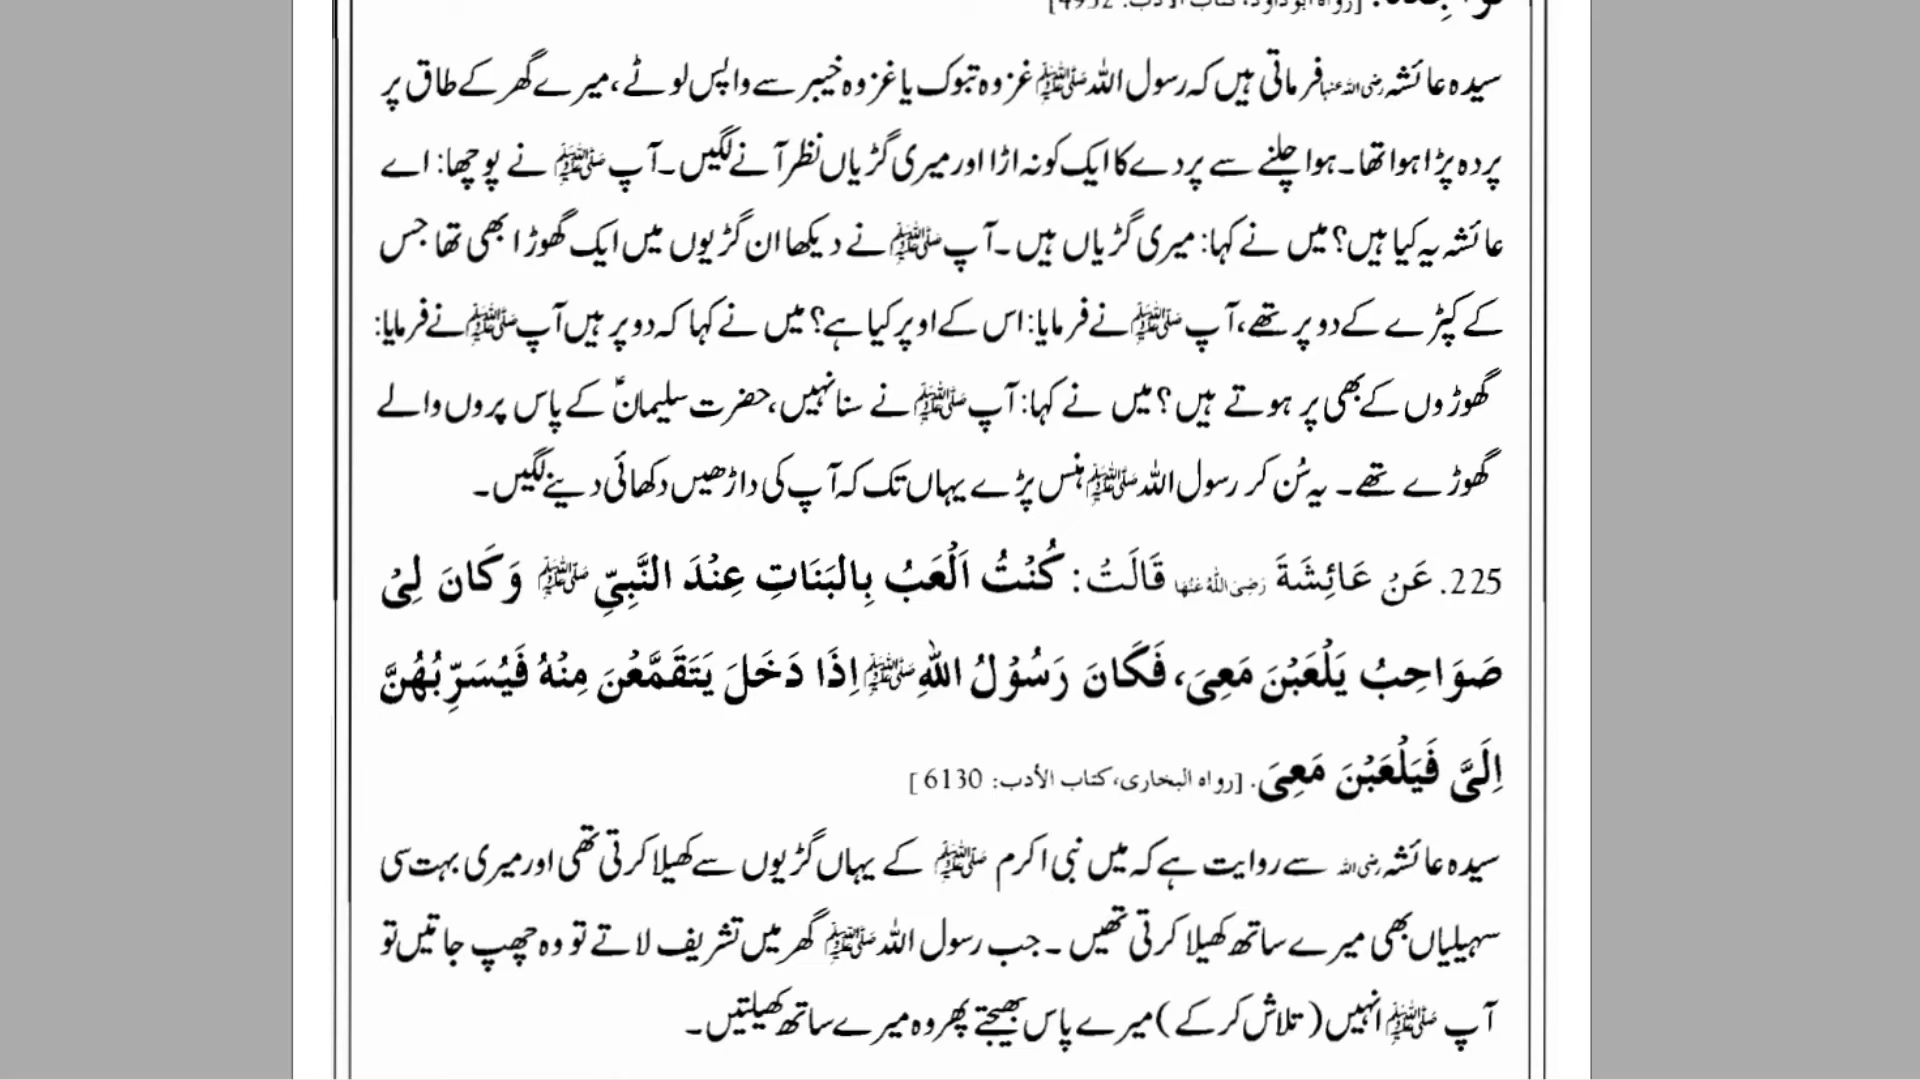 نواجذہ. [رواہ ابوداود، کتاب الأدب: 4932]
سیدہ عائشہ رضی اللہ عنہا فرماتی ہیں کہ رسول اللہ ﷺ غزوہ تبوک یا غزوہ خیبر سے واپس لوٹے، میرے گھر کے طاق پر
پردہ پڑا ہوا تھا۔ ہوا چلنے سے پردے کا ایک کونہ اڑا اور میری گڑیاں نظر آنے لگیں۔ آپ ﷺ نے پوچھا: اے
عائشہ یہ کیا ہیں؟ میں نے کہا: میری گڑیاں ہیں۔ آپ ﷺ نے دیکھا ان گڑیوں میں ایک گھوڑا بھی تھا جس
کے کپڑے کے دو پر تھے، آپ ﷺ نے فرمایا: اس کے اوپر کیا ہے؟ میں نے کہا کہ دو پر ہیں آپ ﷺ نے فرمایا:
گھوڑوں کے بھی پر ہوتے ہیں؟ میں نے کہا: آپ ﷺ نے سنا نہیں، حضرت سلیمانؑ کے پاس پروں والے
گھوڑے تھے۔ یہ سُن کر رسول اللہ ﷺ ہنس پڑے یہاں تک کہ آپ کی داڑھیں دکھائی دینے لگیں۔
225. عَنْ عَائِشَةَ رَضِیَ اللّٰهُ عَنْهَا قَالَتْ: كُنْتُ اَلْعَبُ بِالبَنَاتِ عِنْدَ النَّبِيِّ ﷺ وَكَانَ لِیْ
صَوَاحِبُ يَلْعَبْنَ مَعِیَ، فَكَانَ رَسُوْلُ اللّٰهِ ﷺ اِذَا دَخَلَ يَتَقَمَّعْنَ مِنْهُ فَيُسَرِّبُهُنَّ
اِلَیَّ فَيَلْعَبْنَ مَعِیَ. [رواہ البخاری، کتاب الأدب: 6130]
سیدہ عائشہ رضی اللہ سے روایت ہے کہ میں نبی اکرم ﷺ کے یہاں گڑیوں سے کھیلا کرتی تھی اور میری بہت سی
سہیلیاں بھی میرے ساتھ کھیلا کرتی تھیں۔ جب رسول اللہ ﷺ گھر میں تشریف لاتے تو وہ چھپ جاتیں تو
آپ ﷺ انہیں (تلاش کر کے) میرے پاس بھیجتے پھر وہ میرے ساتھ کھیلتیں۔